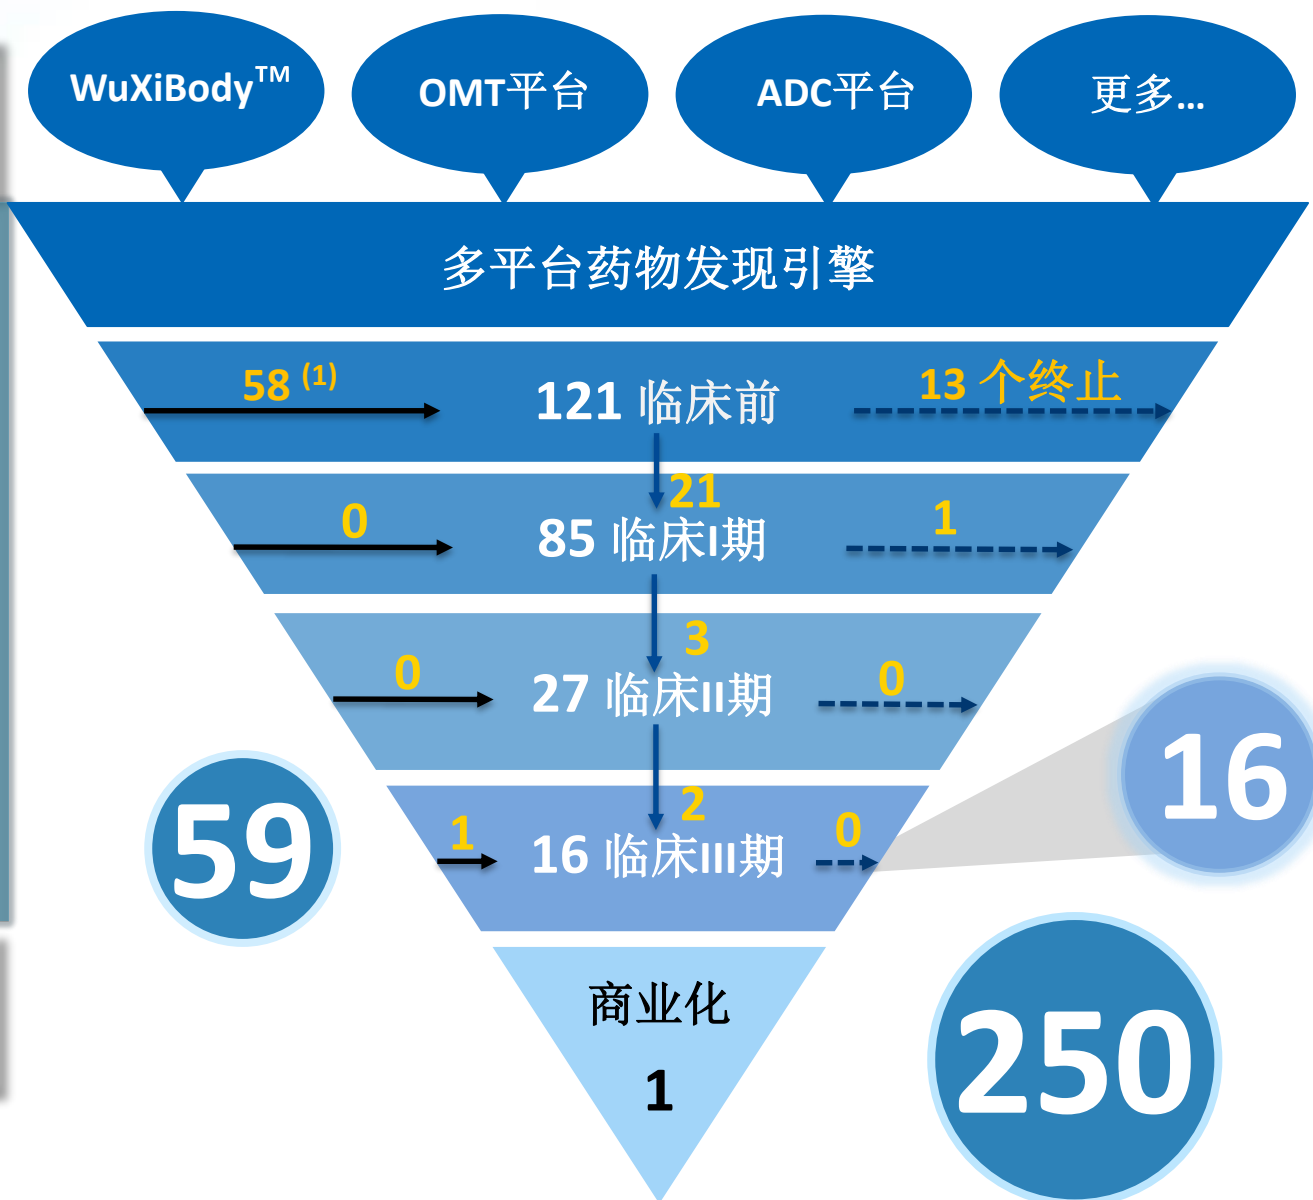 WuXiBody™
OMT平台
ADC平台
更多...
多平台药物发现引擎
58 (1)
121 临床前
13 个终止
21
0
85 临床I期
1
3
0
27 临床II期
0
16
2
1
16 临床III期
0
59
商业化
1
250